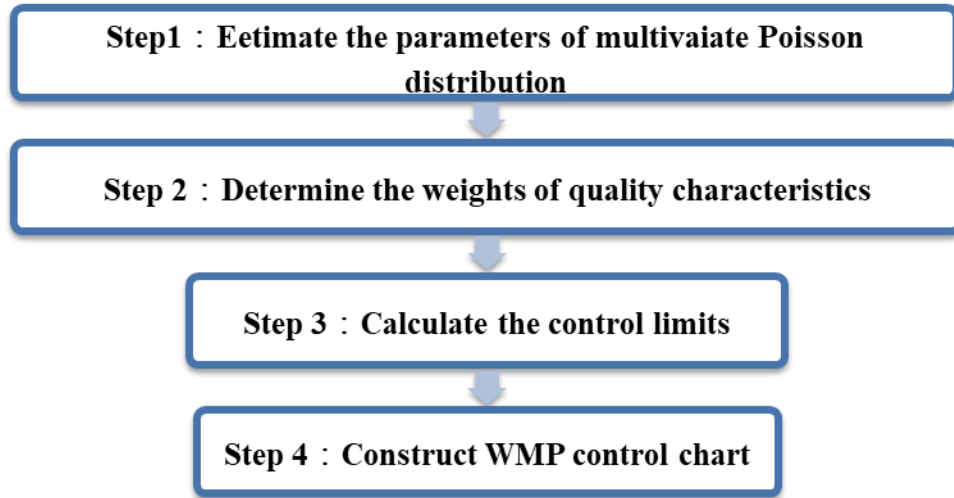 Step1：Eetimate the parameters of multivaiate Poisson
distribution
Step 2：Determine the weights of quality characteristics
Step 3：Calculate the control limits
Step 4：Construct WMP control chart